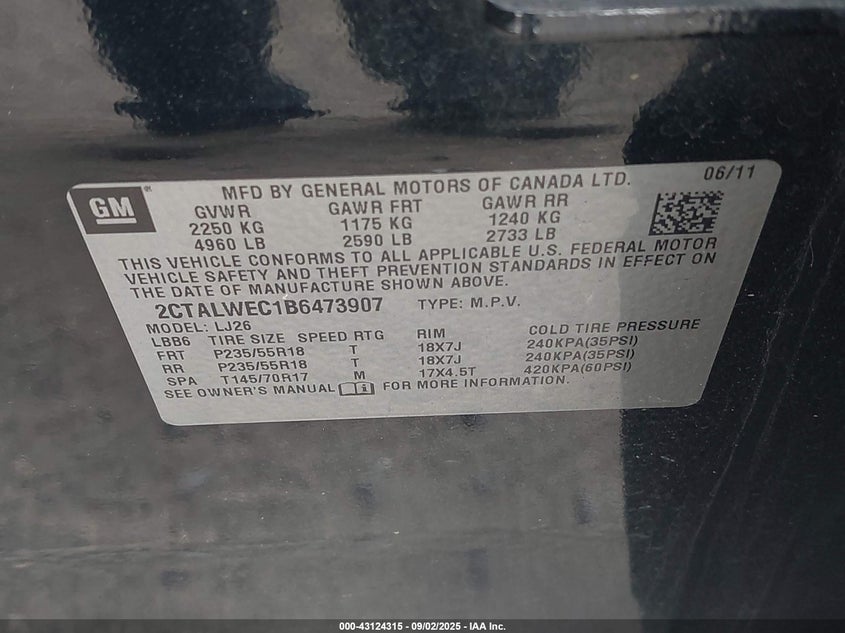 GM®
MFD BY GENERAL MOTORS OF CANADA LTD. 06/11
GVWR GAWR FRT GAWR RR
2250 KG 1175 KG 1240 KG
4960 LB 2590 LB 2733 LB
THIS VEHICLE CONFORMS TO ALL APPLICABLE U.S. FEDERAL MOTOR
VEHICLE SAFETY AND THEFT PREVENTION STANDARDS IN EFFECT ON
THE DATE OF MANUFACTURE SHOWN ABOVE.
2CTALWEC1B6473907 TYPE: M.P.V.
MODEL: LJ26
LBB6 TIRE SIZE SPEED RTG RIM COLD TIRE PRESSURE
FRT P235/55R18 T 18X7J 240KPA(35PSI)
RR P235/55R18 T 18X7J 240KPA(35PSI)
SPA T145/70R17 M 17X4.5T 420KPA(60PSI)
SEE OWNER'S MANUAL FOR MORE INFORMATION.
000-43124315 - 09/02/2025 - IAA Inc.